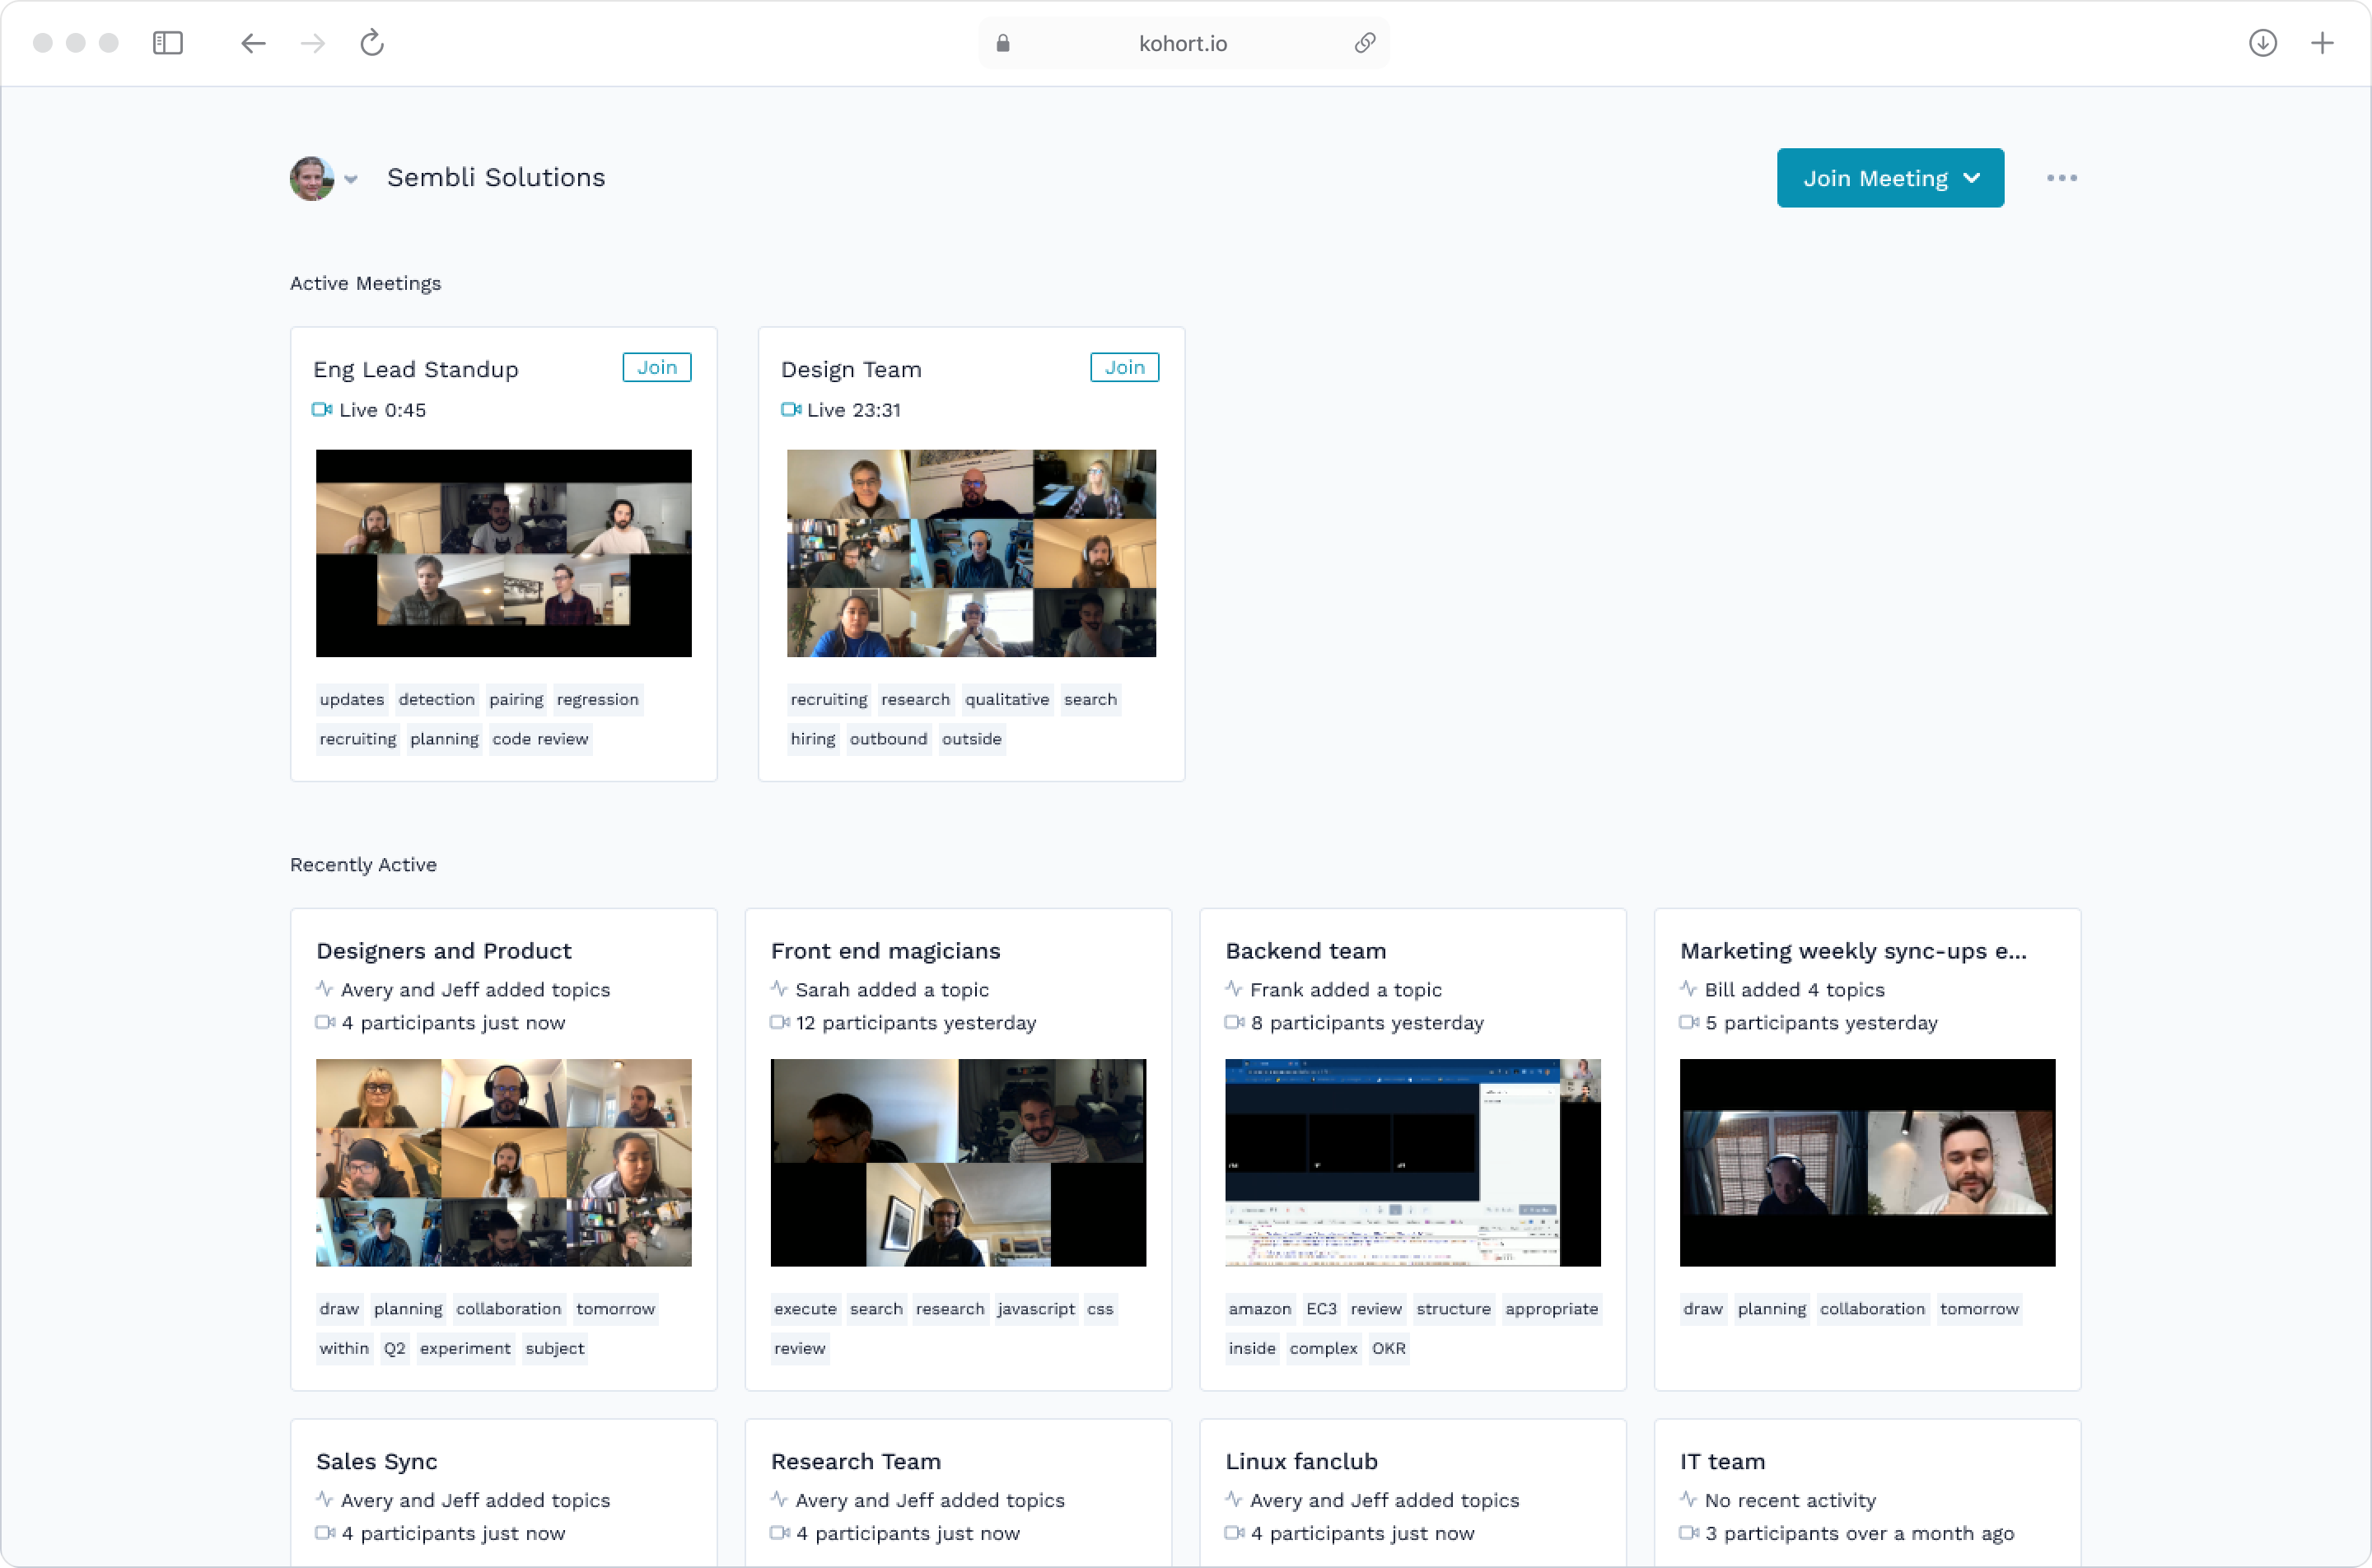 kohort.io
Sembli Solutions
Join Meeting
Active Meetings
Eng Lead Standup
Join
Live 0:45
updates detection pairing regression
recruiting planning code review
Design Team
Join
Live 23:31
recruiting research qualitative search
hiring outbound outside
Recently Active
Designers and Product
Avery and Jeff added topics
4 participants just now
draw planning collaboration tomorrow
within Q2 experiment subject
Front end magicians
Sarah added a topic
12 participants yesterday
execute search research javascript css
review
Backend team
Frank added a topic
8 participants yesterday
amazon EC3 review structure appropriate
inside complex OKR
Marketing weekly sync-ups e...
Bill added 4 topics
5 participants yesterday
draw planning collaboration tomorrow
Sales Sync
Avery and Jeff added topics
4 participants just now
Research Team
Avery and Jeff added topics
4 participants just now
Linux fanclub
Avery and Jeff added topics
4 participants just now
IT team
No recent activity
3 participants over a month ago